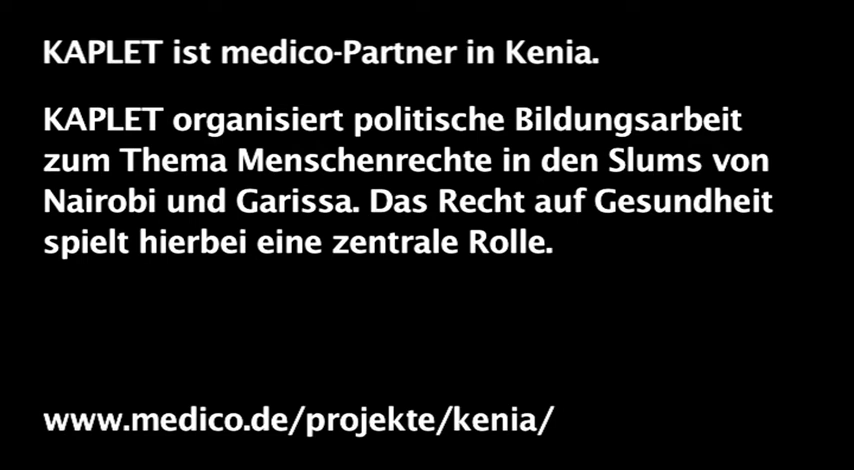 KAPLET ist medico-Partner in Kenia.
KAPLET organisiert politische Bildungsarbeit
zum Thema Menschenrechte in den Slums von
Nairobi und Garissa. Das Recht auf Gesundheit
spielt hierbei eine zentrale Rolle.
www.medico.de/projekte/kenia/